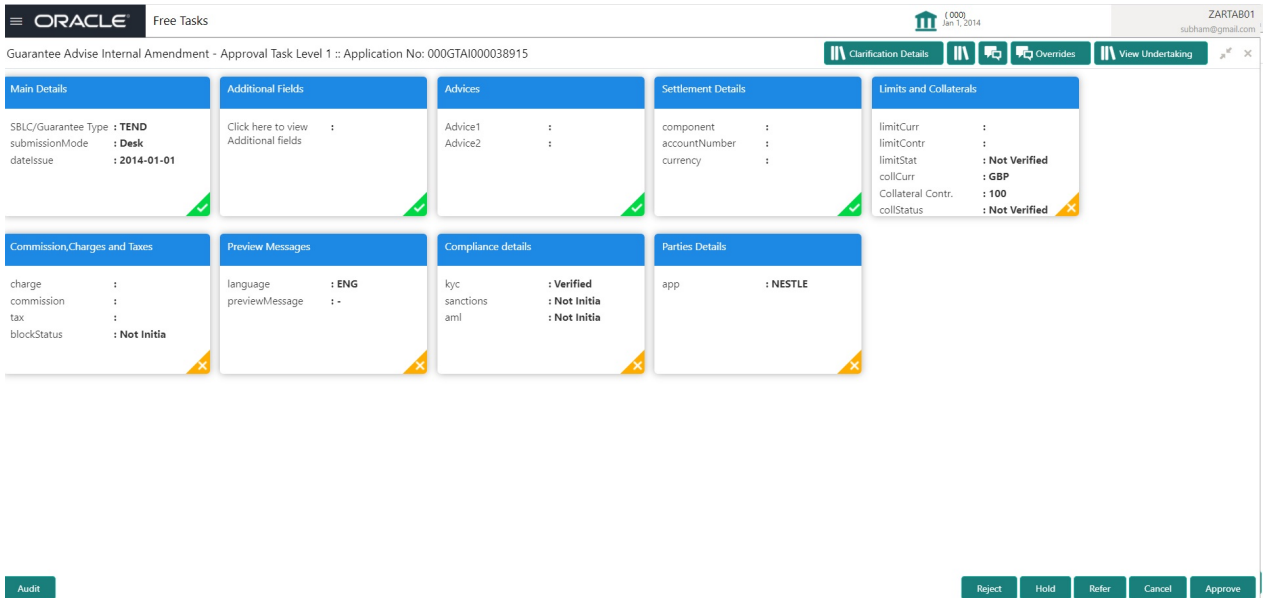 ORACLE Free Tasks
( 000)
Jan 1, 2014
ZARTAB01
subham@gmail.com
Guarantee Advise Internal Amendment - Approval Task Level 1 :: Application No: 000GTAI000038915
Clarification Details
Overrides
View Undertaking
Main Details
SBLC/Guarantee Type : TEND
submissionMode : Desk
dateIssue : 2014-01-01
Additional Fields
Click here to view :
Additional fields
Advices
Advice1 :
Advice2 :
Settlement Details
component :
accountNumber :
currency :
Limits and Collaterals
limitCurr :
limitContr :
limitStat : Not Verified
collCurr : GBP
Collateral Contr. : 100
collStatus : Not Verified
Commission,Charges and Taxes
charge :
commission :
tax :
blockStatus : Not Initia
Preview Messages
language : ENG
previewMessage : -
Compliance details
kyc : Verified
sanctions : Not Initia
aml : Not Initia
Parties Details
app : NESTLE
Audit
Reject
Hold
Refer
Cancel
Approve